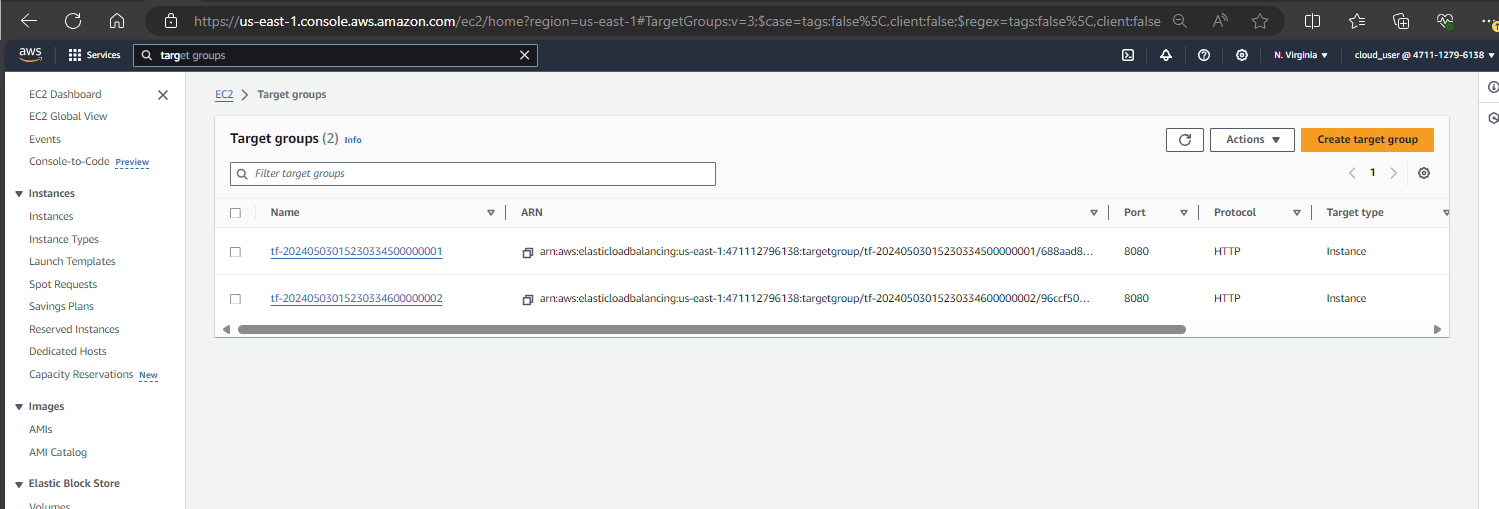 https://us-east-1.console.aws.amazon.com/ec2/home?region=us-east-1#TargetGroups:v=3;$case=tags:false%5C,client:false;$regex=tags:false%5C,client:false
aws Services target groups N. Virginia cloud_user @ 4711-1279-6138
EC2 Dashboard
EC2 Global View
Events
Console-to-Code Preview
Instances
Instances
Instance Types
Launch Templates
Spot Requests
Savings Plans
Reserved Instances
Dedicated Hosts
Capacity Reservations New
Images
AMIs
AMI Catalog
Elastic Block Store
Volumes
EC2 > Target groups
Target groups (2) Info
Actions Create target group
Filter target groups
1
Name ARN Port Protocol Target type
tf-20240503015230334500000001 arn:aws:elasticloadbalancing:us-east-1:471112796138:targetgroup/tf-20240503015230334500000001/688aad8... 8080 HTTP Instance
tf-20240503015230334600000002 arn:aws:elasticloadbalancing:us-east-1:471112796138:targetgroup/tf-20240503015230334600000002/96ccf50... 8080 HTTP Instance